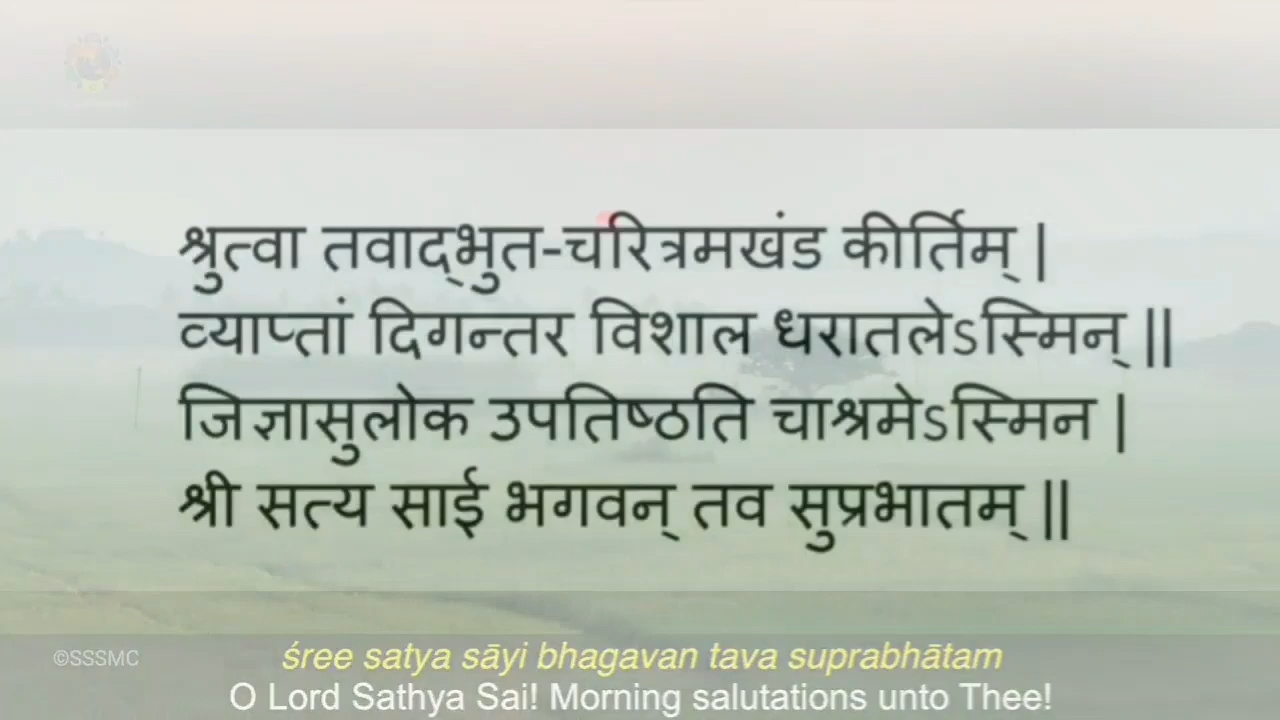 श्रुत्वा तवाद्‌भुत-चरित्रमखंड कीर्तिम् |
व्याप्तां दिगन्तर विशाल धरातलेऽस्मिन् ||
जिज्ञासुलोक उपतिष्ठति चाश्रमेऽस्मिन |
श्री सत्य साई भगवन् तव सुप्रभातम् ||
©SSSMC
śree satya sāyi bhagavan tava suprabhātam
O Lord Sathya Sai! Morning salutations unto Thee!